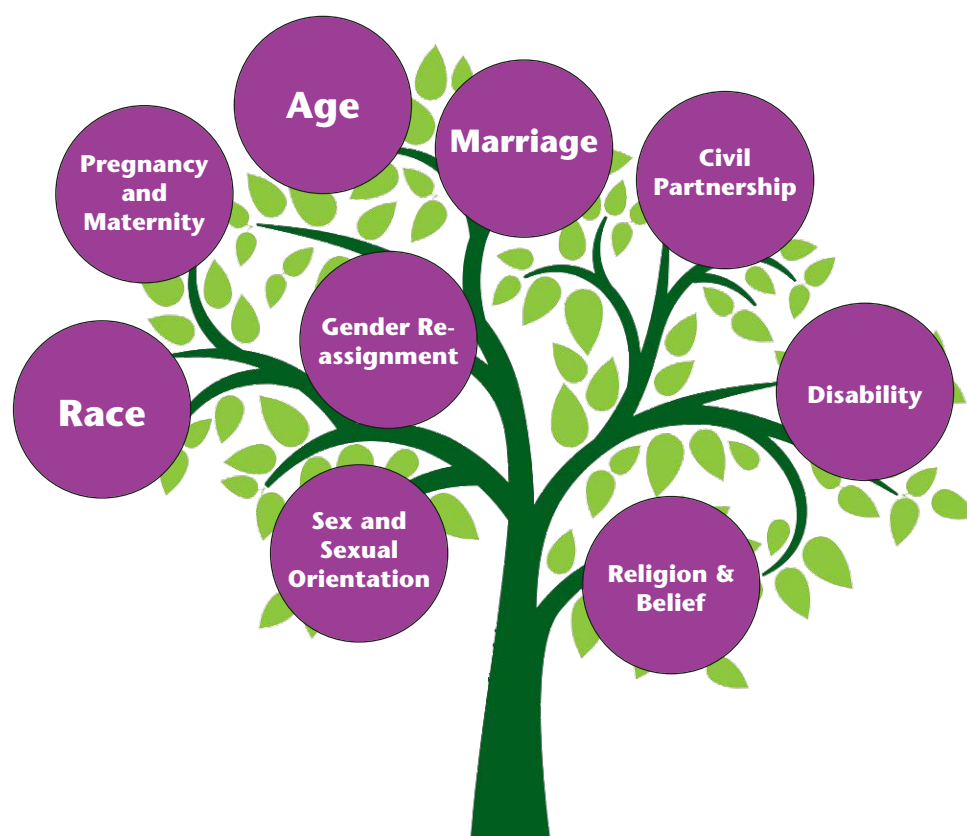 Age
Marriage
Civil
Partnership
Pregnancy
and
Maternity
Gender Re-
assignment
Race
Disability
Sex and
Sexual
Orientation
Religion &
Belief